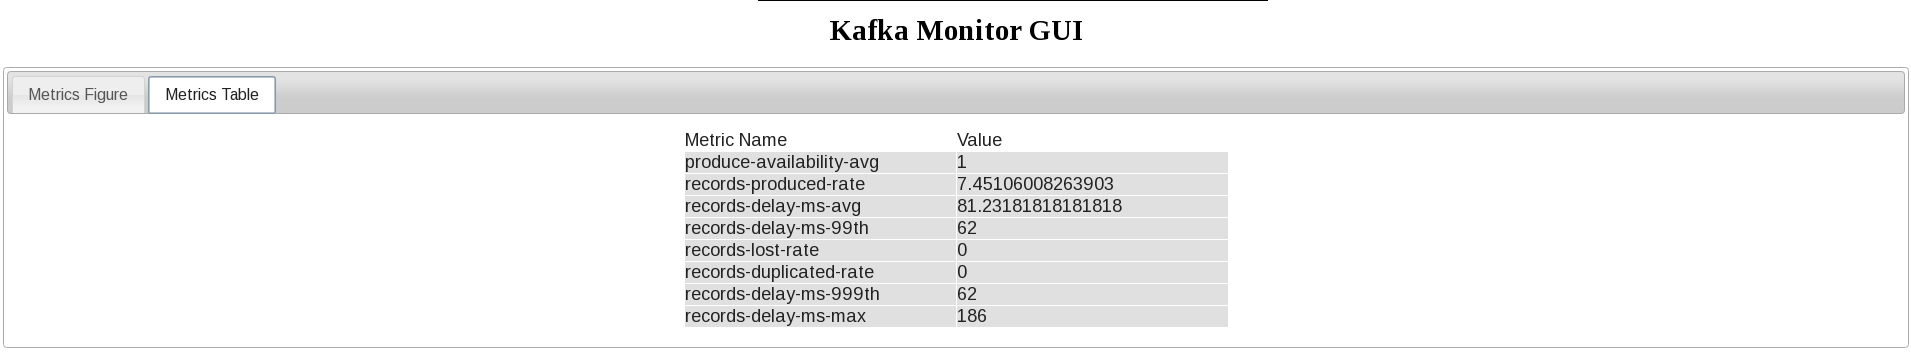 Kafka Monitor GUI
Metrics Figure Metrics Table
Metric Name Value
produce-availability-avg 1
records-produced-rate 7.45106008263903
records-delay-ms-avg 81.23181818181818
records-delay-ms-99th 62
records-lost-rate 0
records-duplicated-rate 0
records-delay-ms-999th 62
records-delay-ms-max 186